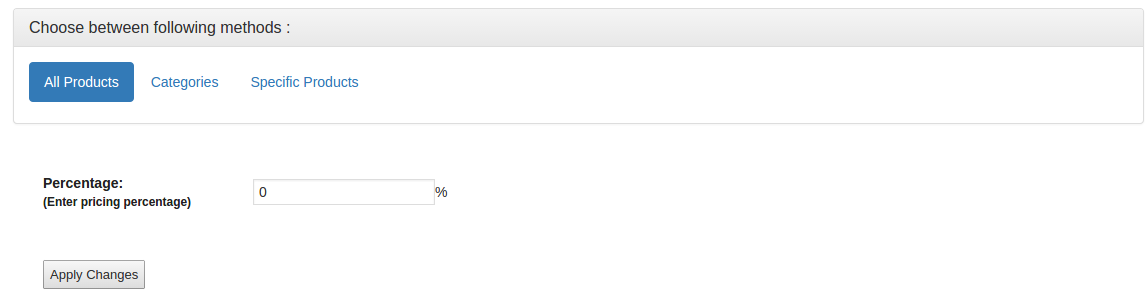 Choose between following methods :
All Products Categories Specific Products
Percentage:
(Enter pricing percentage)
0 %
Apply Changes